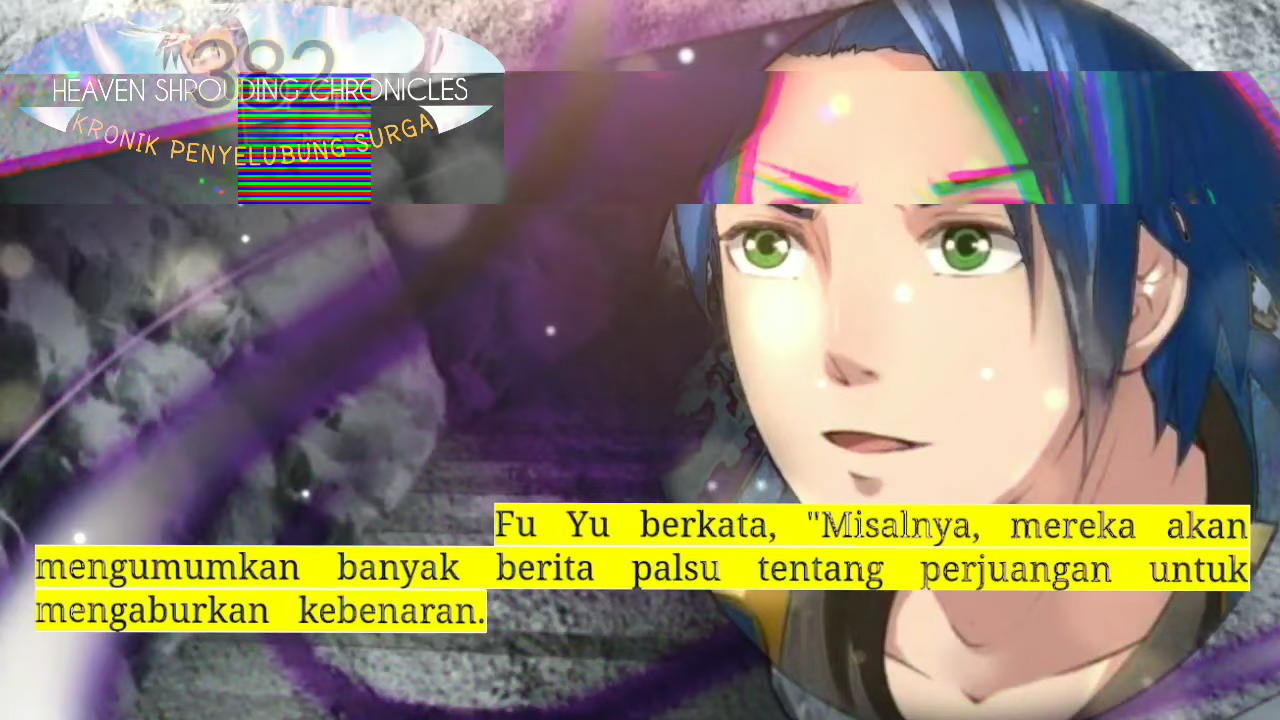 382
HEAVEN SHROUDING CHRONICLES
KRONIK PENYELUBUNG SURGA
Fu Yu berkata, "Misalnya, mereka akan
mengumumkan banyak berita palsu tentang perjuangan untuk
mengaburkan kebenaran.